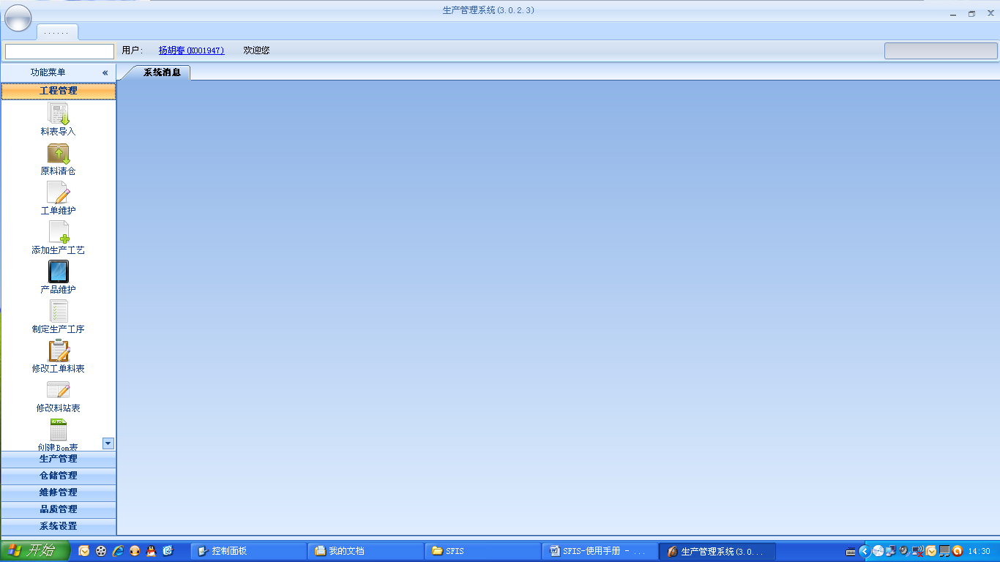 生产管理系统(3.0.2.3)
......
用户: 杨胡春(K001947) 欢迎您
功能菜单 «
系统消息
工程管理
料表导入
原料清仓
工单维护
添加生产工艺
产品维护
制定生产工序
修改工单料表
修改料站表
AUTO
创建Bom表
生产管理
仓储管理
维修管理
品质管理
系统设置
开始 控制面板 我的文档 SFIS SFIS-使用手册 - ... 生产管理系统(3.0... 14:30